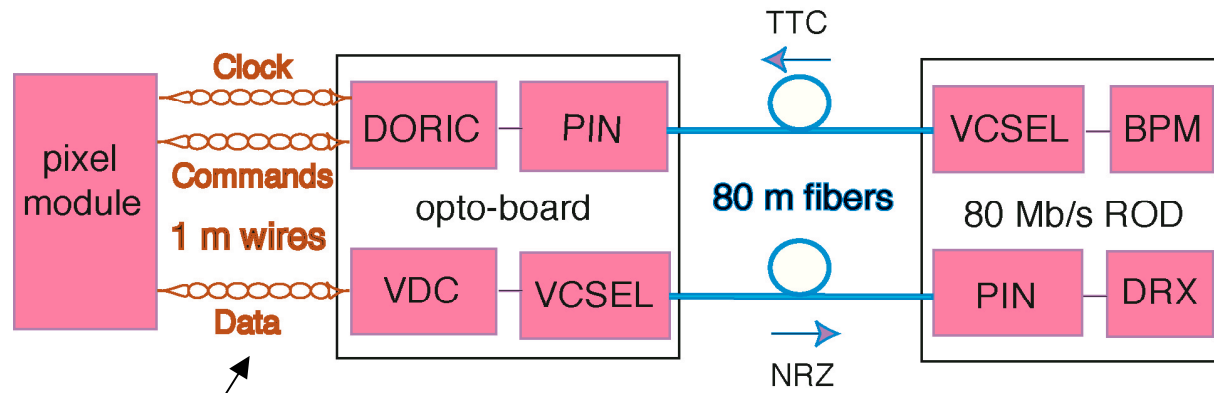 TTC
Clock
DORIC
PIN
VCSEL
BPM
pixel
module
Commands
opto-board
80 m fibers
80 Mb/s ROD
1 m wires
VDC
VCSEL
PIN
DRX
Data
NRZ